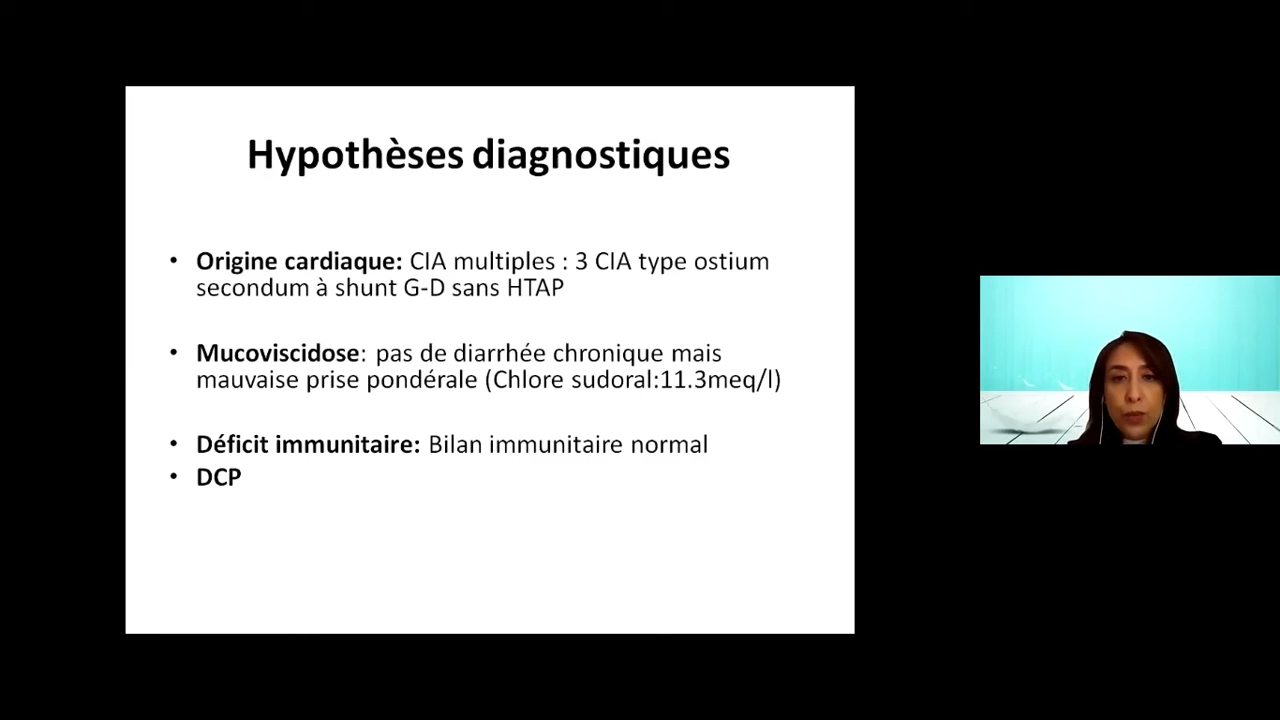 Hypothèses diagnostiques
• Origine cardiaque: CIA multiples : 3 CIA type ostium
secondum à shunt G-D sans HTAP
• Mucoviscidose: pas de diarrhée chronique mais
mauvaise prise pondérale (Chlore sudoral:11.3meq/l)
• Déficit immunitaire: Bilan immunitaire normal
• DCP